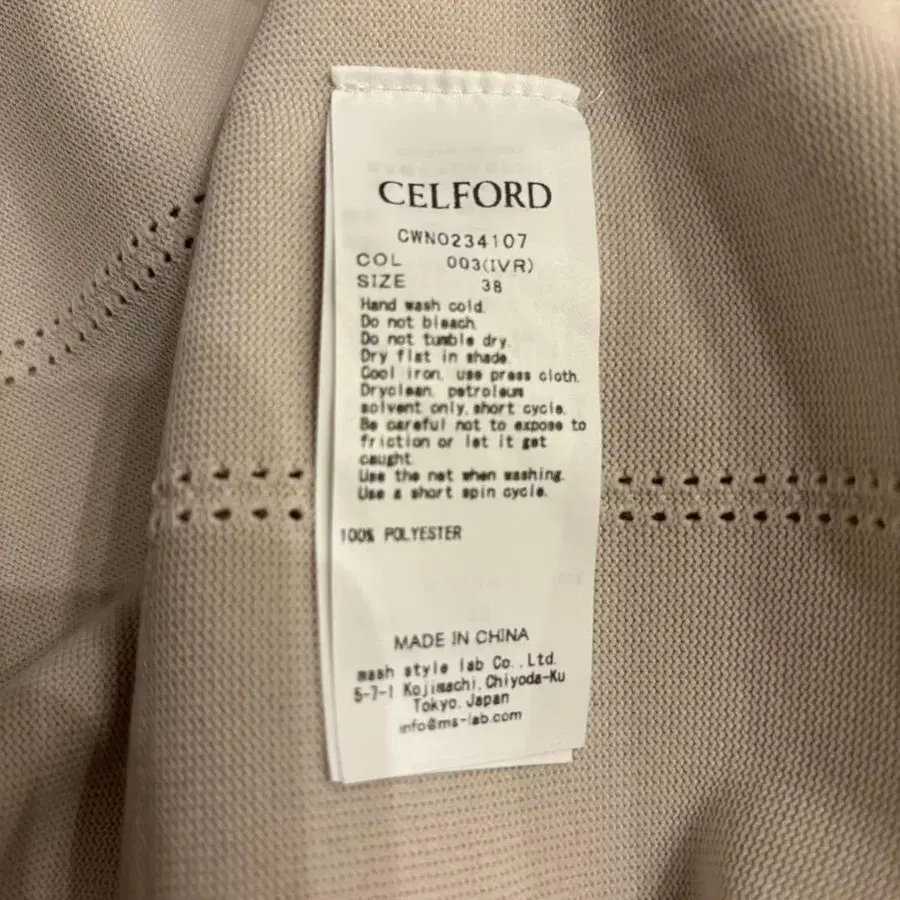 CELFORD
CWNO234107
COL 003(IVR)
SIZE 38
Hand wash cold.
Do not bleach.
Do not tumble dry.
Dry flat in shade.
Cool iron, use press cloth.
Dryclean, petroleum
solvent only, short cycle.
Be careful not to expose to
friction or let it get
caught.
Use the net when washing.
Use a short spin cycle.
100% POLYESTER
MADE IN CHINA
mash style lab Co., Ltd.
5-7-1 Kojimachi, Chiyoda-Ku
Tokyo, Japan
info@ms-lab.com